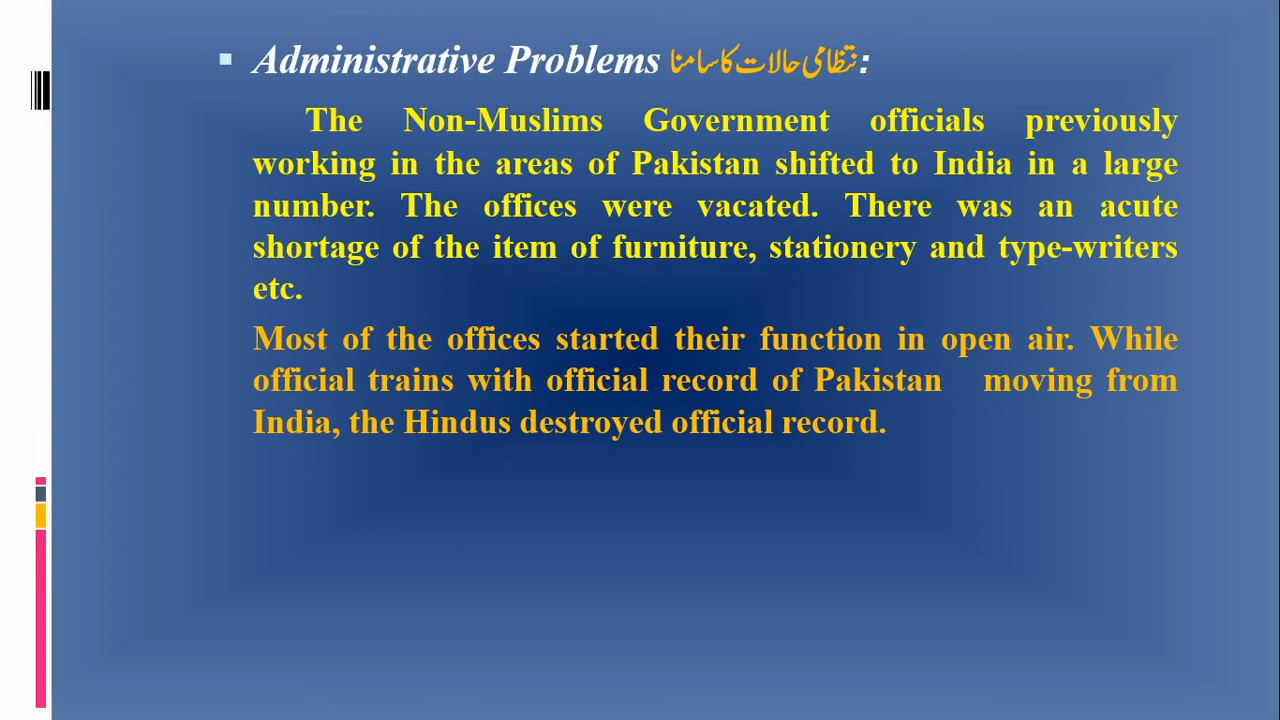 Administrative Problems نتظامی حالات کا سامنا:
The Non-Muslims Government officials previously
working in the areas of Pakistan shifted to India in a large
number. The offices were vacated. There was an acute
shortage of the item of furniture, stationery and type-writers
etc.
Most of the offices started their function in open air. While
official trains with official record of Pakistan moving from
India, the Hindus destroyed official record.